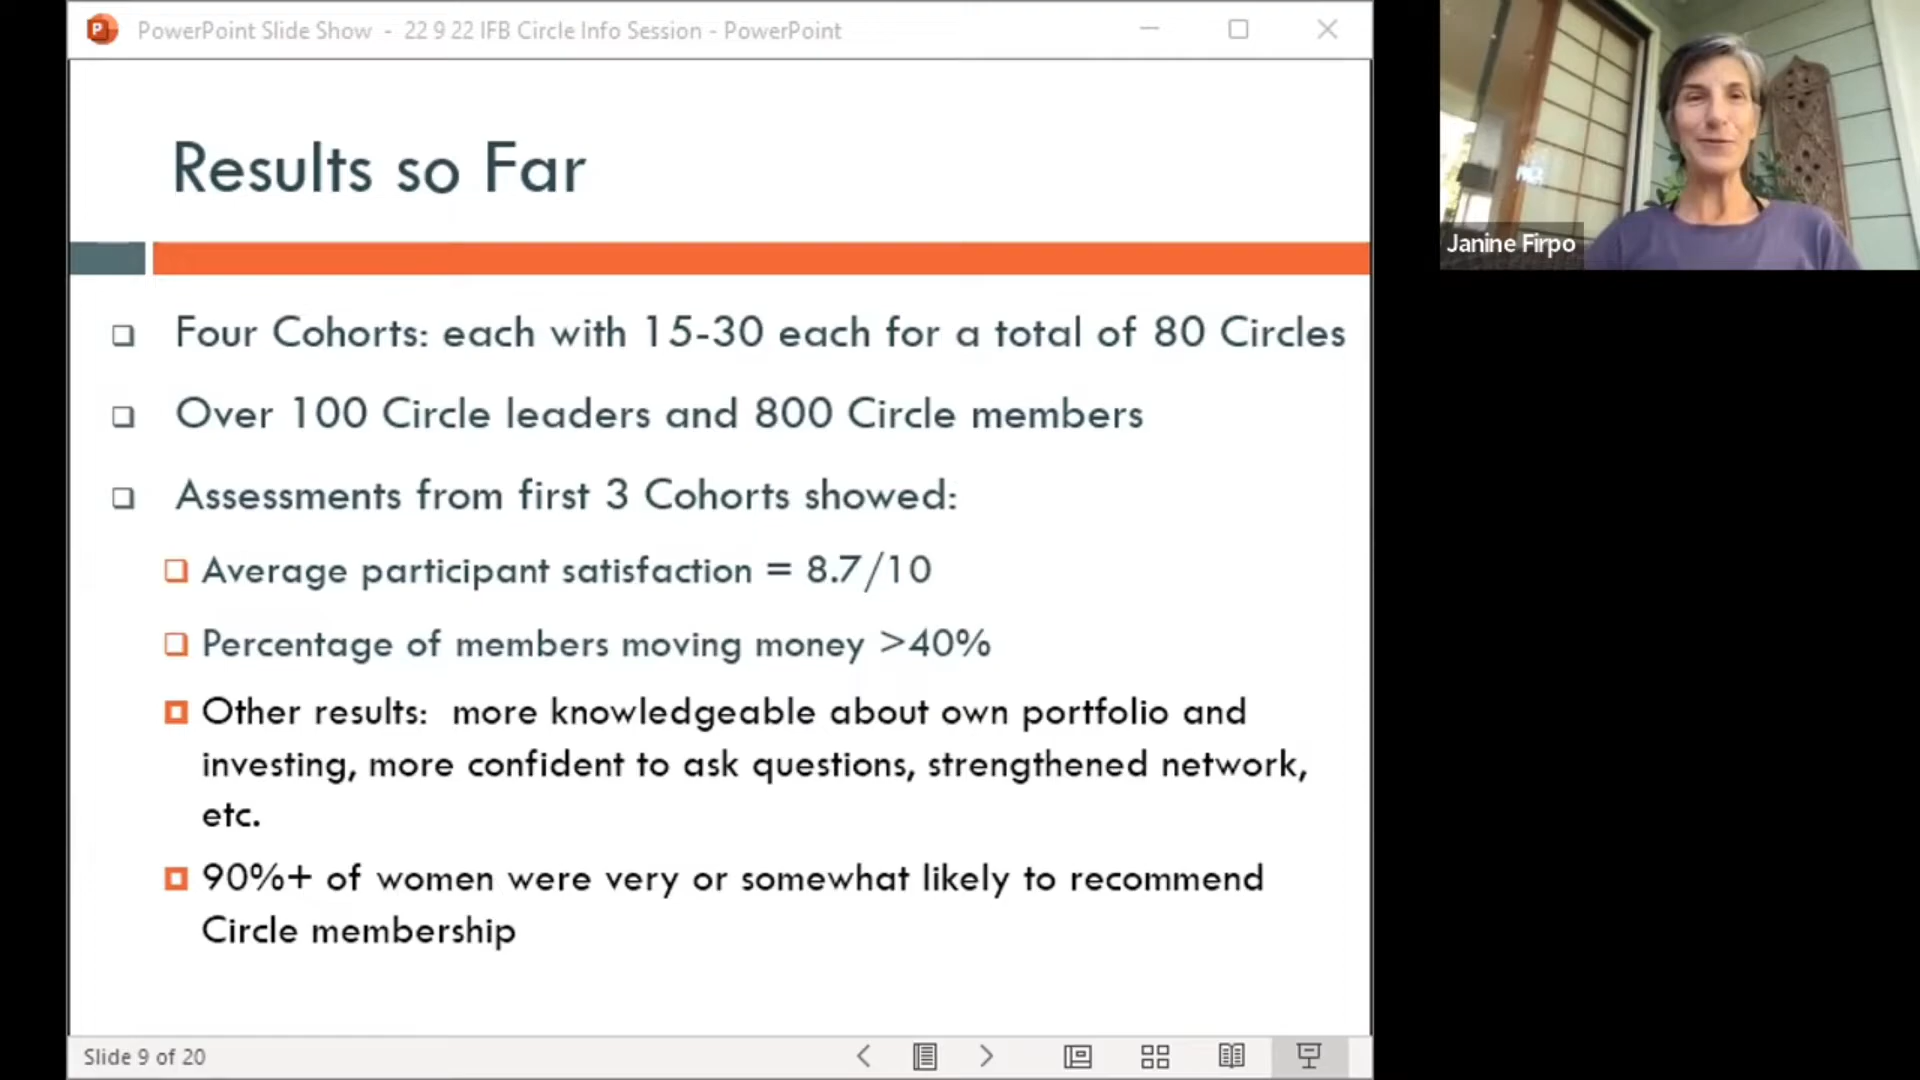 PowerPoint Slide Show - 22 9 22 IFB Circle Info Session - PowerPoint
Results so Far
Four Cohorts: each with 15-30 each for a total of 80 Circles
Over 100 Circle leaders and 800 Circle members
Assessments from first 3 Cohorts showed:
Average participant satisfaction = 8.7/10
Percentage of members moving money >40%
Other results:  more knowledgeable about own portfolio and
investing, more confident to ask questions, strengthened network,
etc.
90%+ of women were very or somewhat likely to recommend
Circle membership
Slide 9 of 20
Janine Firpo